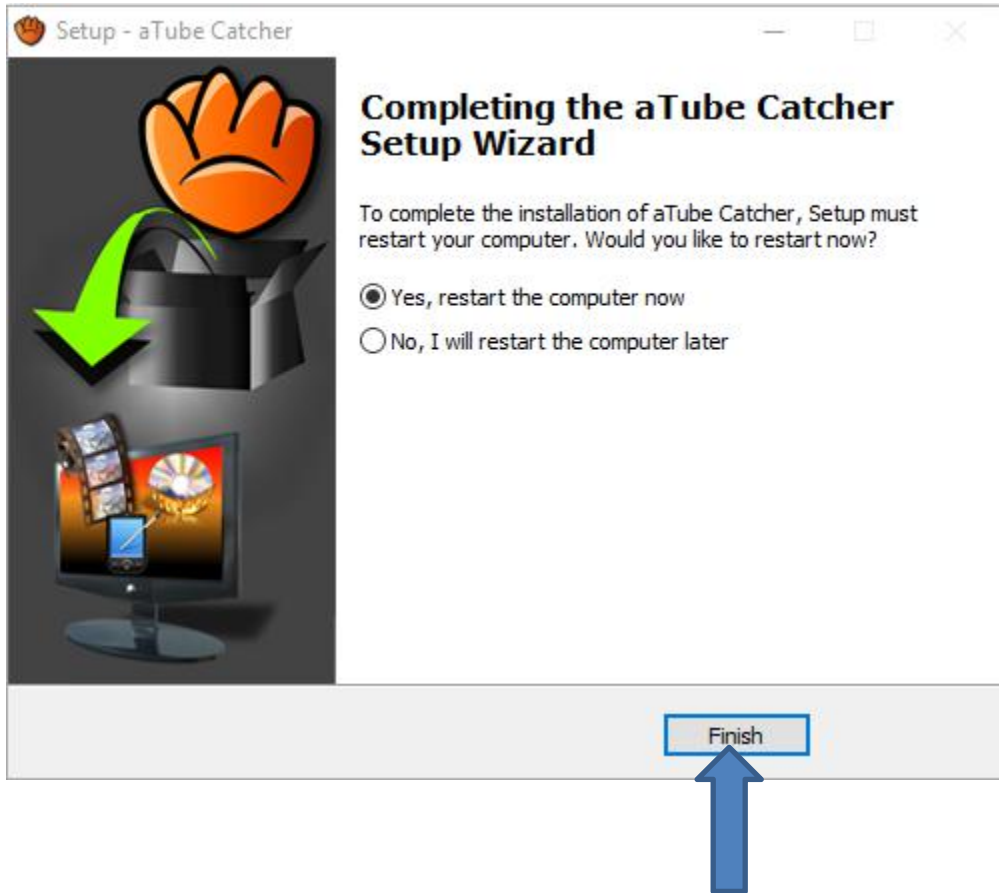 Setup - aTube Catcher
Completing the aTube Catcher
Setup Wizard
To complete the installation of aTube Catcher, Setup must
restart your computer. Would you like to restart now?
Yes, restart the computer now
No, I will restart the computer later
Finish